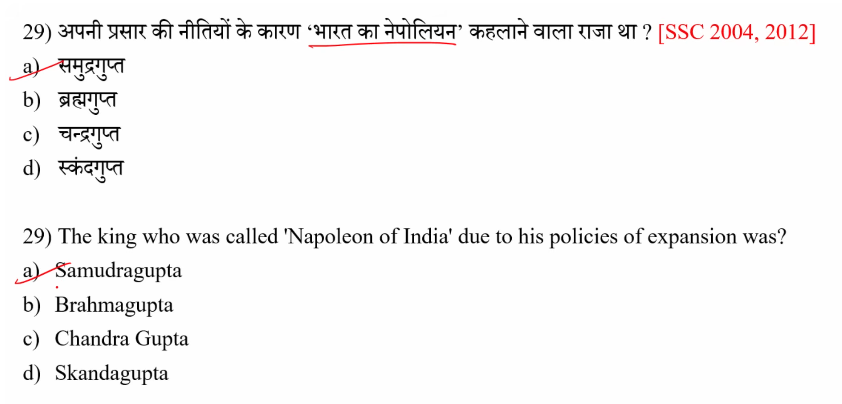 29) अपनी प्रसार की नीतियों के कारण ‘भारत का नेपोलियन’ कहलाने वाला राजा था ? [SSC 2004, 2012]
a) समुद्रगुप्त
b) ब्रह्मगुप्त
c) चन्द्रगुप्त
d) स्कंदगुप्त
29) The king who was called 'Napoleon of India' due to his policies of expansion was?
a) Samudragupta
b) Brahmagupta
c) Chandra Gupta
d) Skandagupta